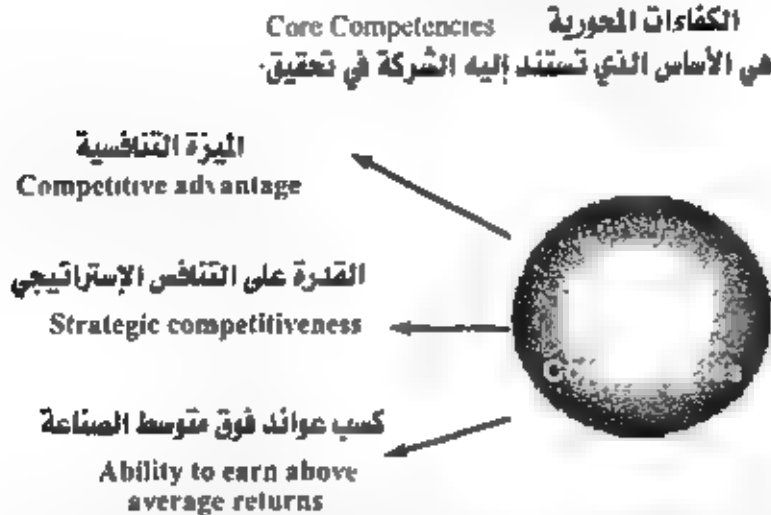 الكفاءات المحورية Core Competencies
هي الأساس الذي تستند إليه الشركة في تحقيق.
الميزة التنافسية
Competitive advantage
القدرة على التنافس الإستراتيجي
Strategic competitiveness
كسب عوائد فوق متوسط الصناعة
Ability to earn above
average returns